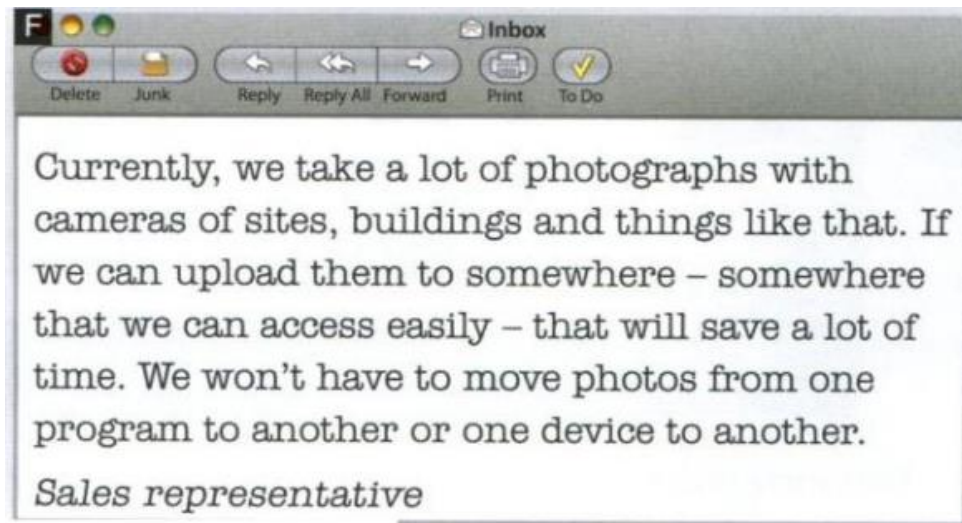 F
Inbox
Delete Junk Reply Reply All Forward Print To Do
Currently, we take a lot of photographs with
cameras of sites, buildings and things like that. If
we can upload them to somewhere – somewhere
that we can access easily – that will save a lot of
time. We won't have to move photos from one
program to another or one device to another.
Sales representative